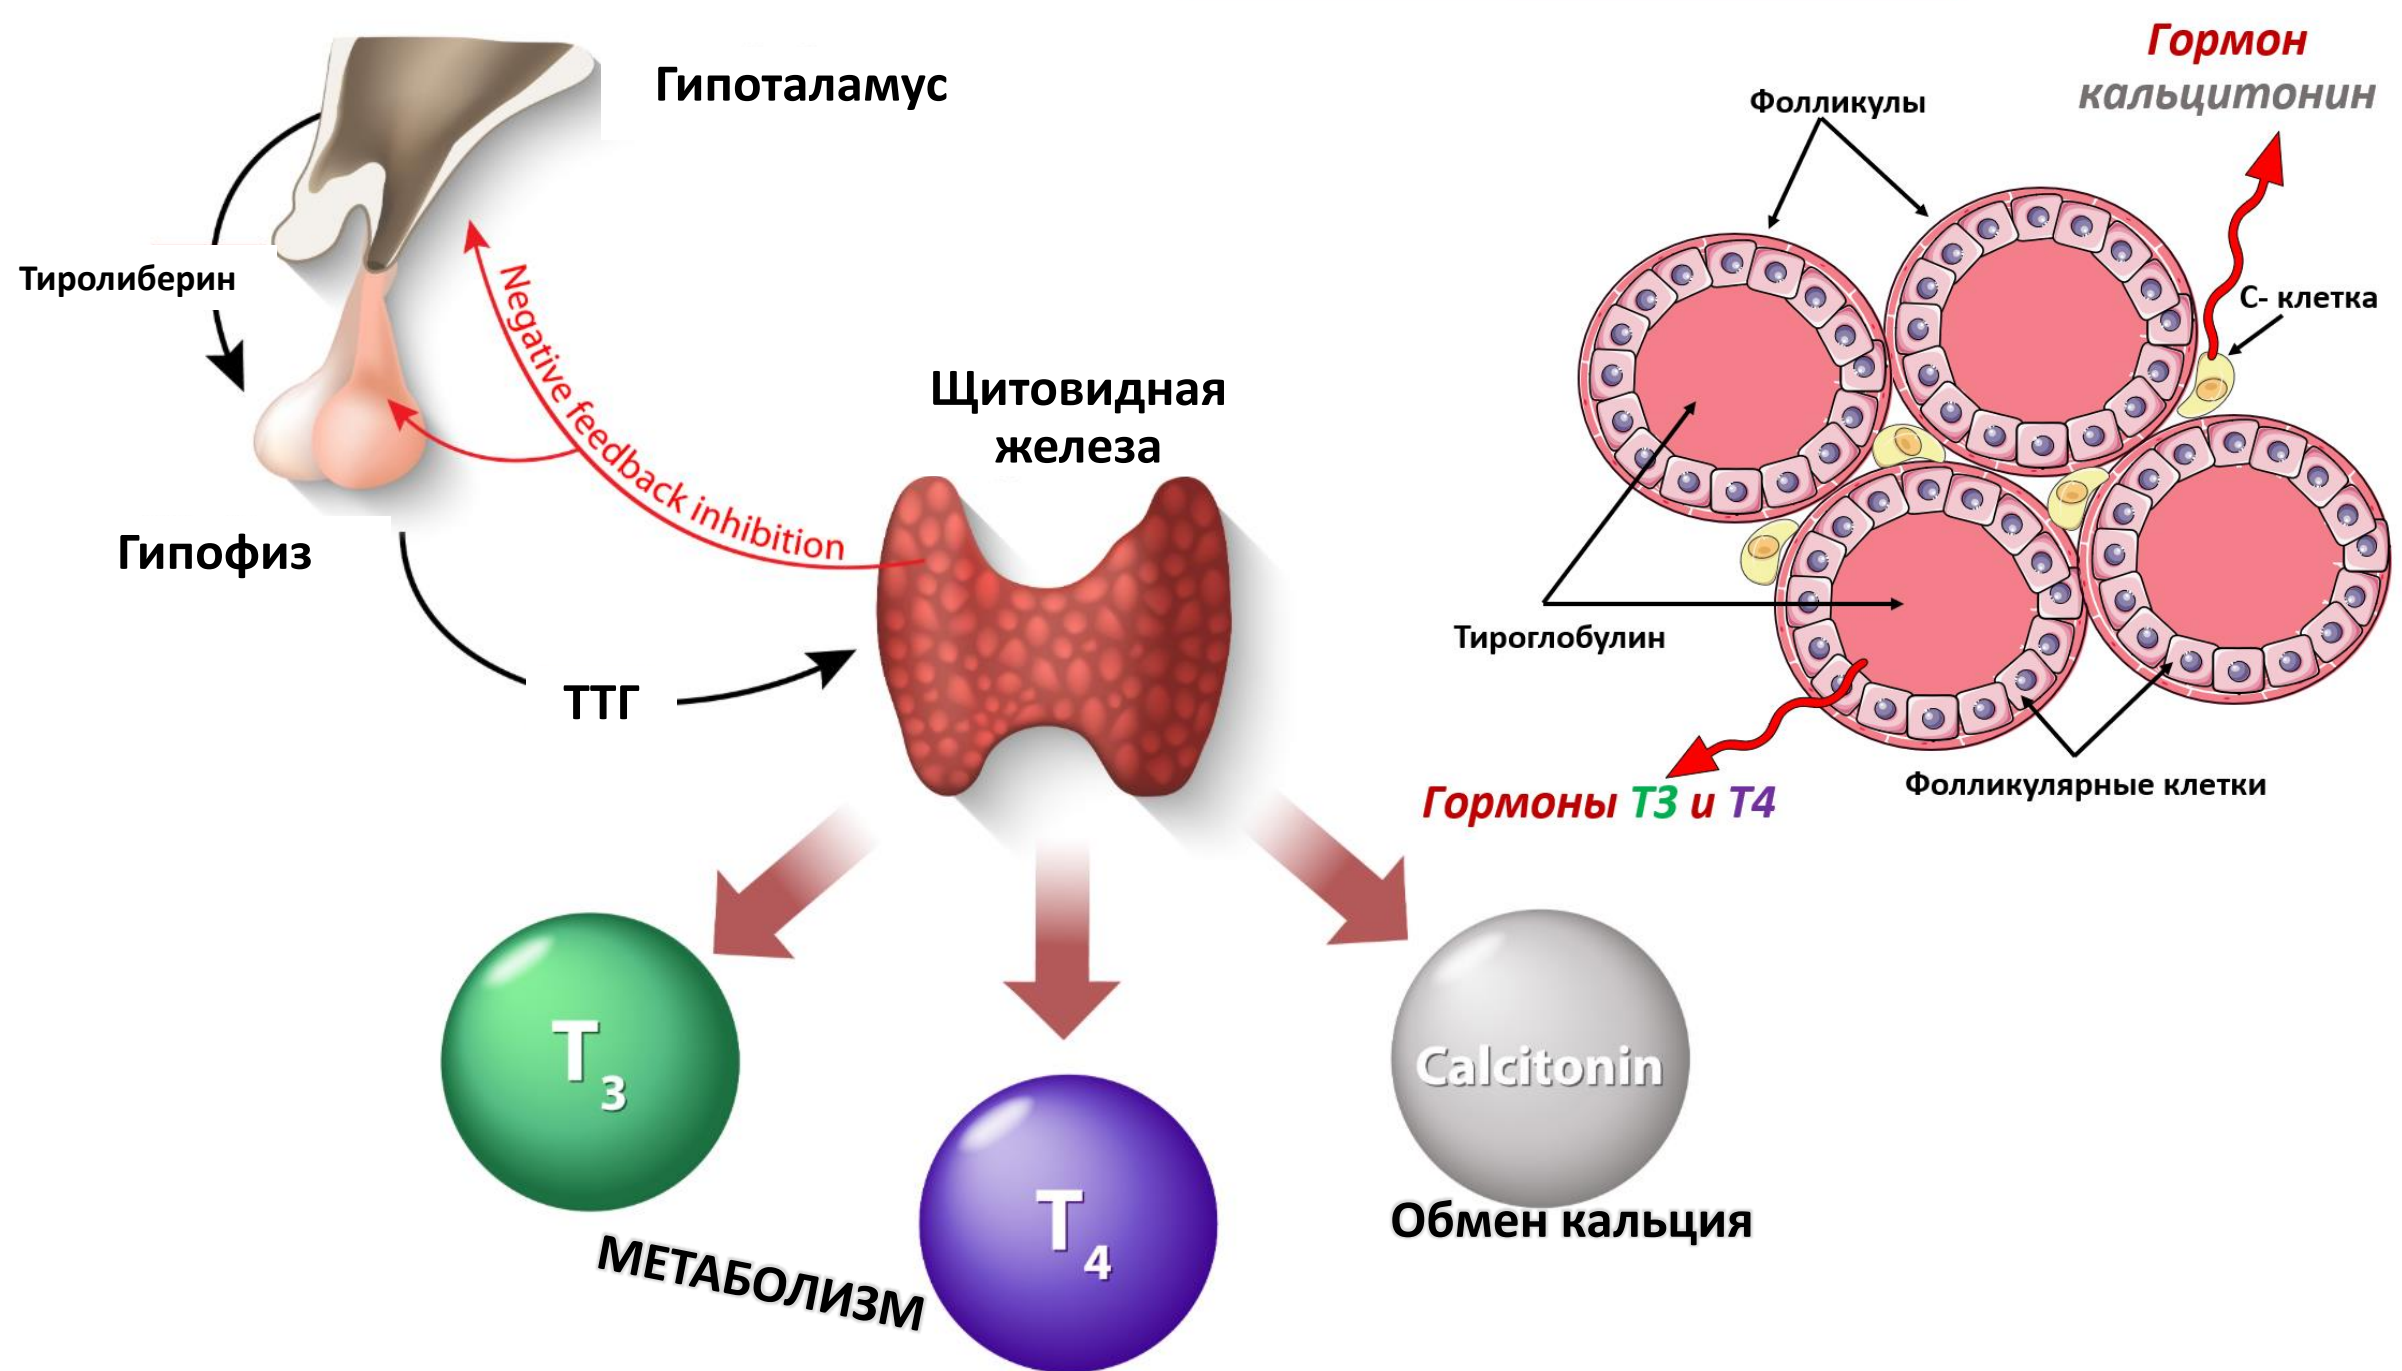 Гипоталамус
Тиролиберин
Negative feedback inhibition
Щитовидная
железа
Гипофиз
ТТГ
T3
T4
Calcitonin
МЕТАБОЛИЗМ
Обмен кальция
Гормон
кальцитонин
Фолликулы
С- клетка
Тироглобулин
Фолликулярные клетки
Гормоны Т3 и Т4